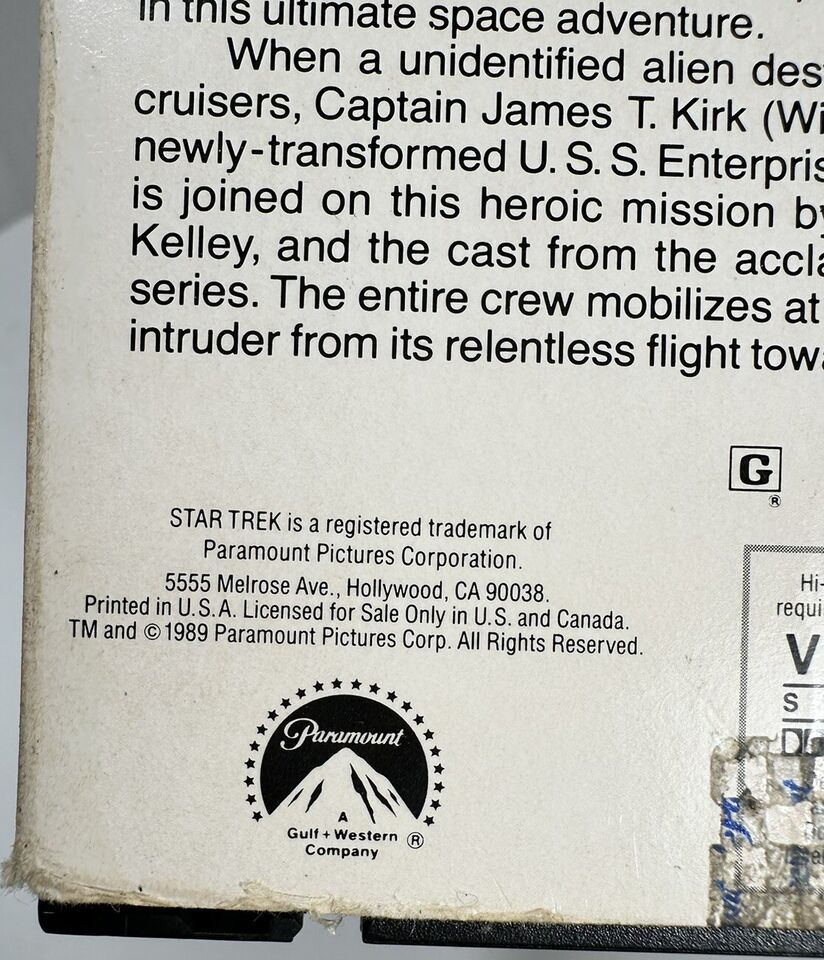 in this ultimate space adventure.
When a unidentified alien des
cruisers, Captain James T. Kirk (Wi
newly-transformed U.S.S. Enterpris
is joined on this heroic mission by
Kelley, and the cast from the accla
series. The entire crew mobilizes at
intruder from its relentless flight towa
G
®
STAR TREK is a registered trademark of
Paramount Pictures Corporation.
5555 Melrose Ave., Hollywood, CA 90038.
Printed in U.S.A. Licensed for Sale Only in U.S. and Canada.
TM and ©1989 Paramount Pictures Corp. All Rights Reserved.
Hi-
requi
V
S
Paramount
A
Gulf+Western ®
Company